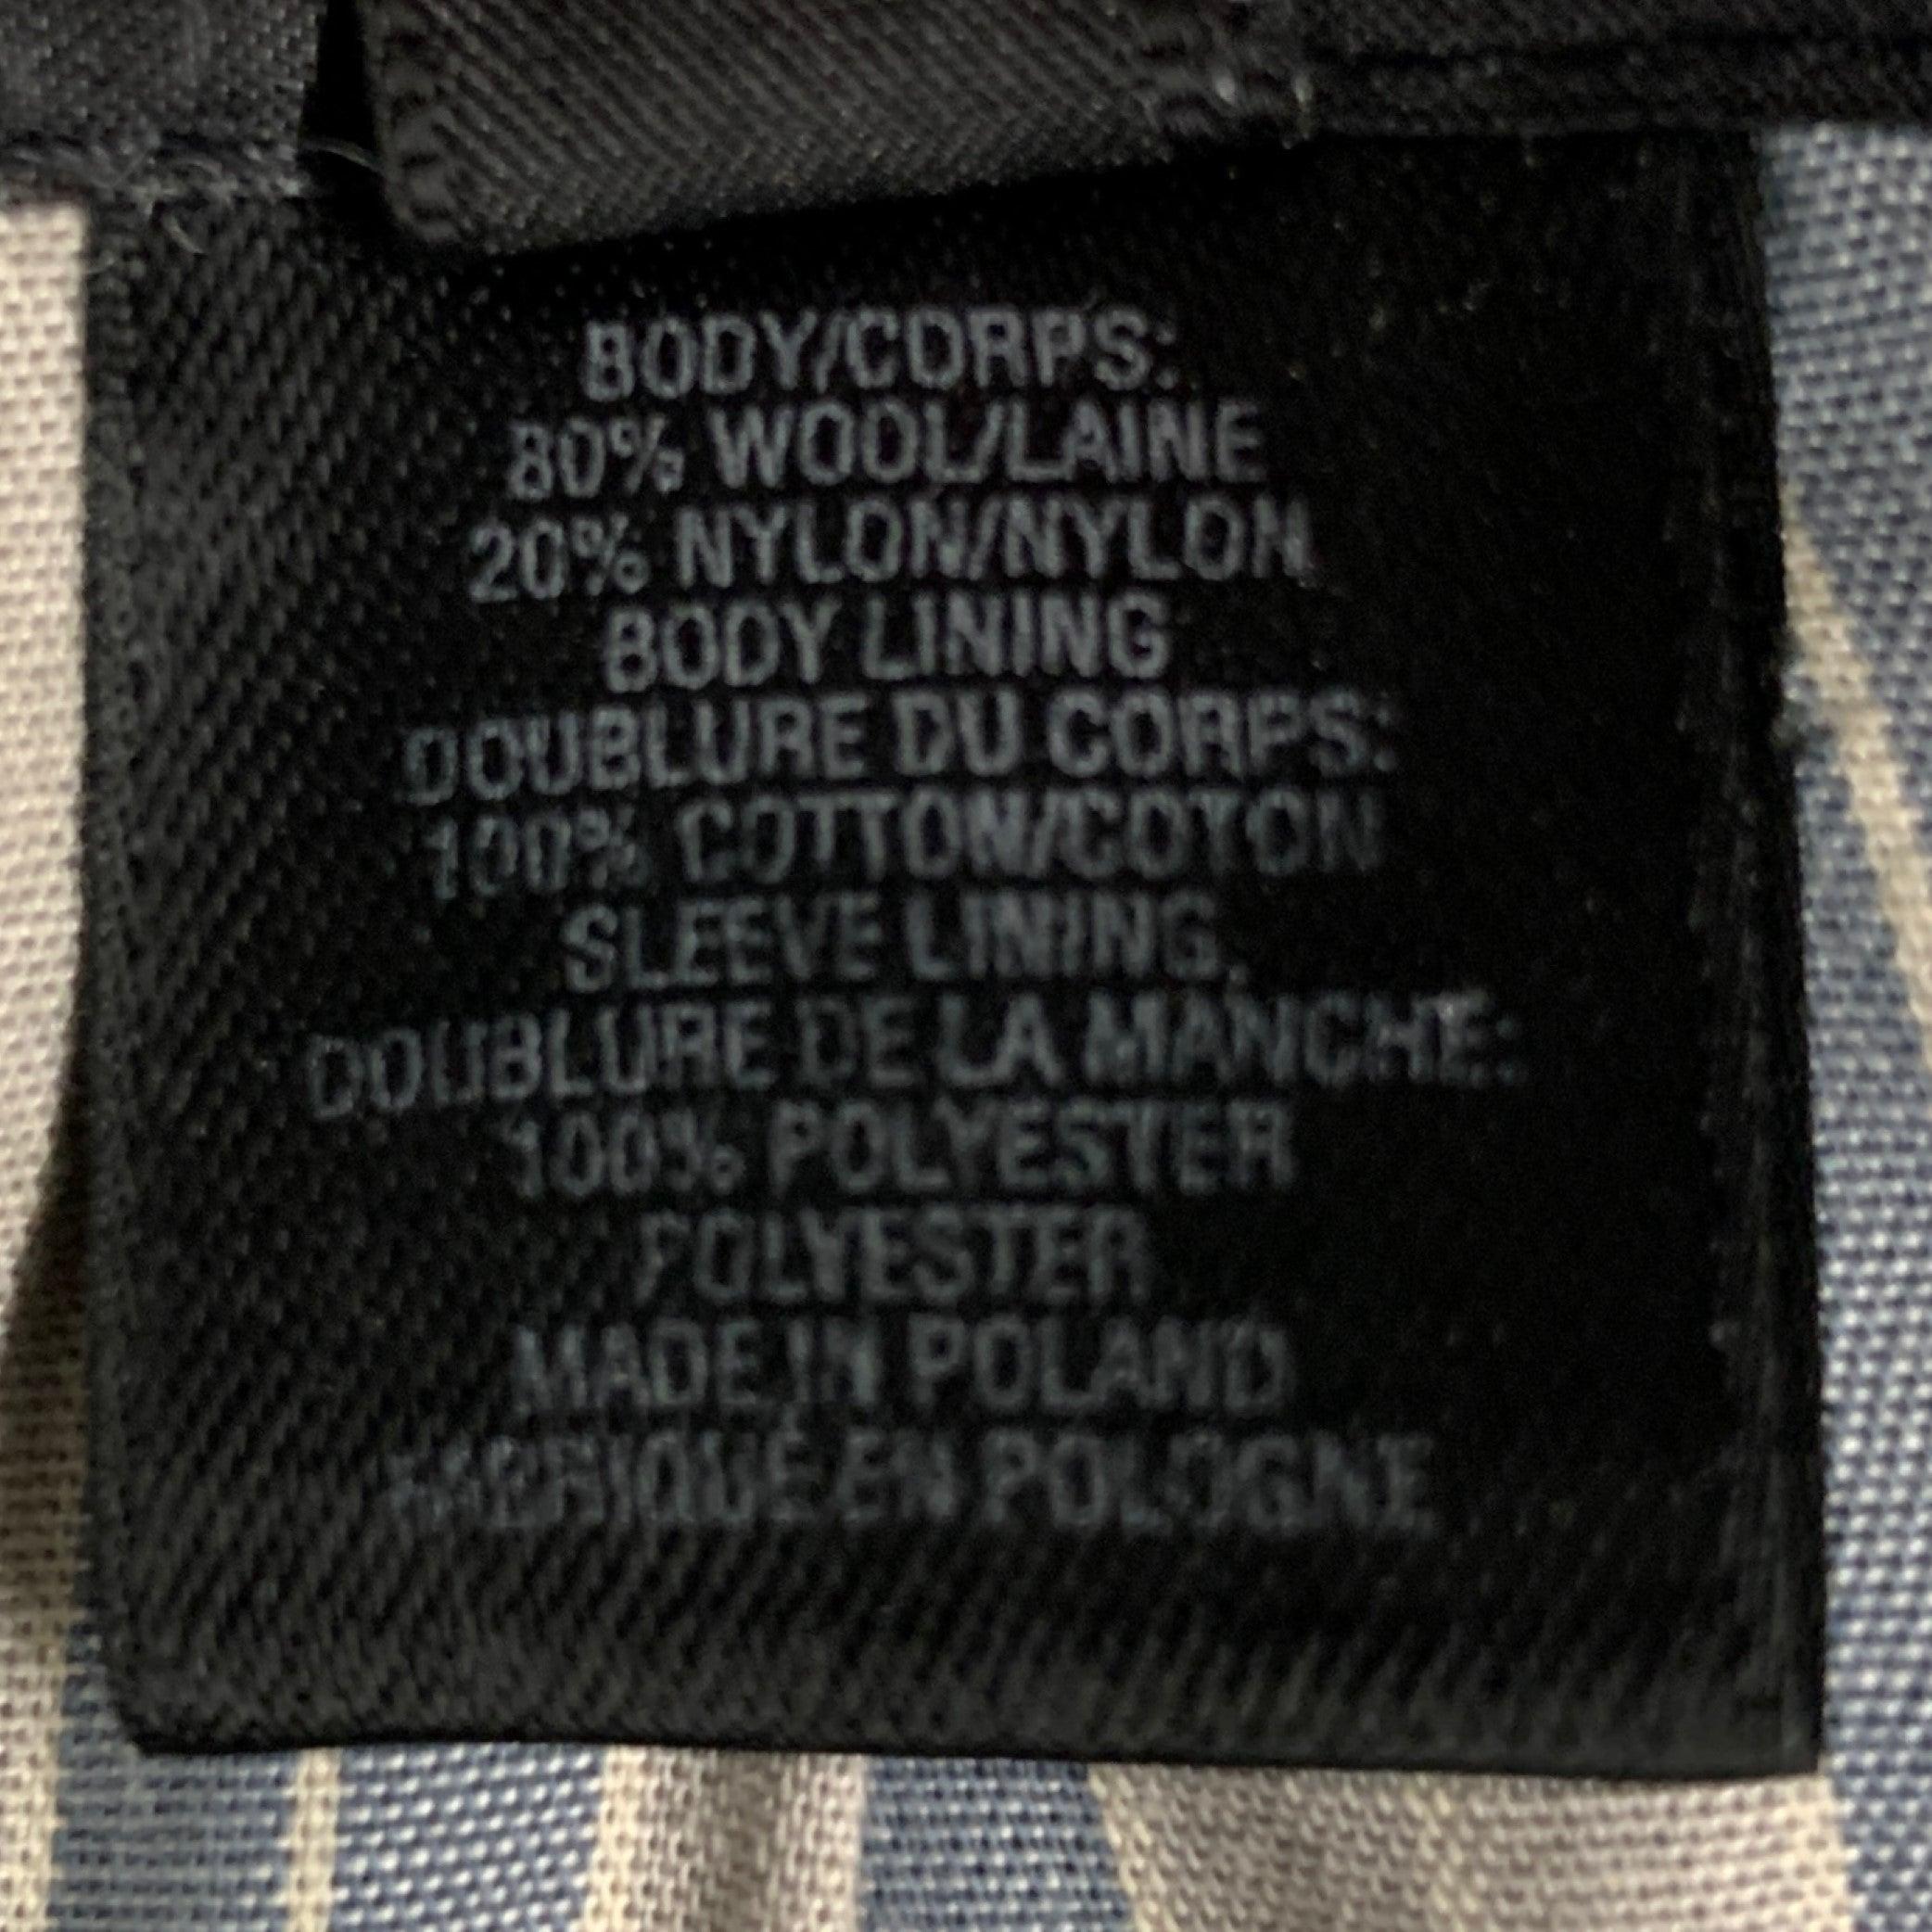 BODY/CORPS:
80% WOOL/LAINE
20% NYLON/NYLON
BODY LINING
DOUBLURE DU CORPS:
100% COTTON/COTON
SLEEVE LINING.
DOUBLURE DE LA MANCHE:
100% POLYESTER
POLYESTER
MADE IN POLAND
FABRIQUÉ EN POLOGNE